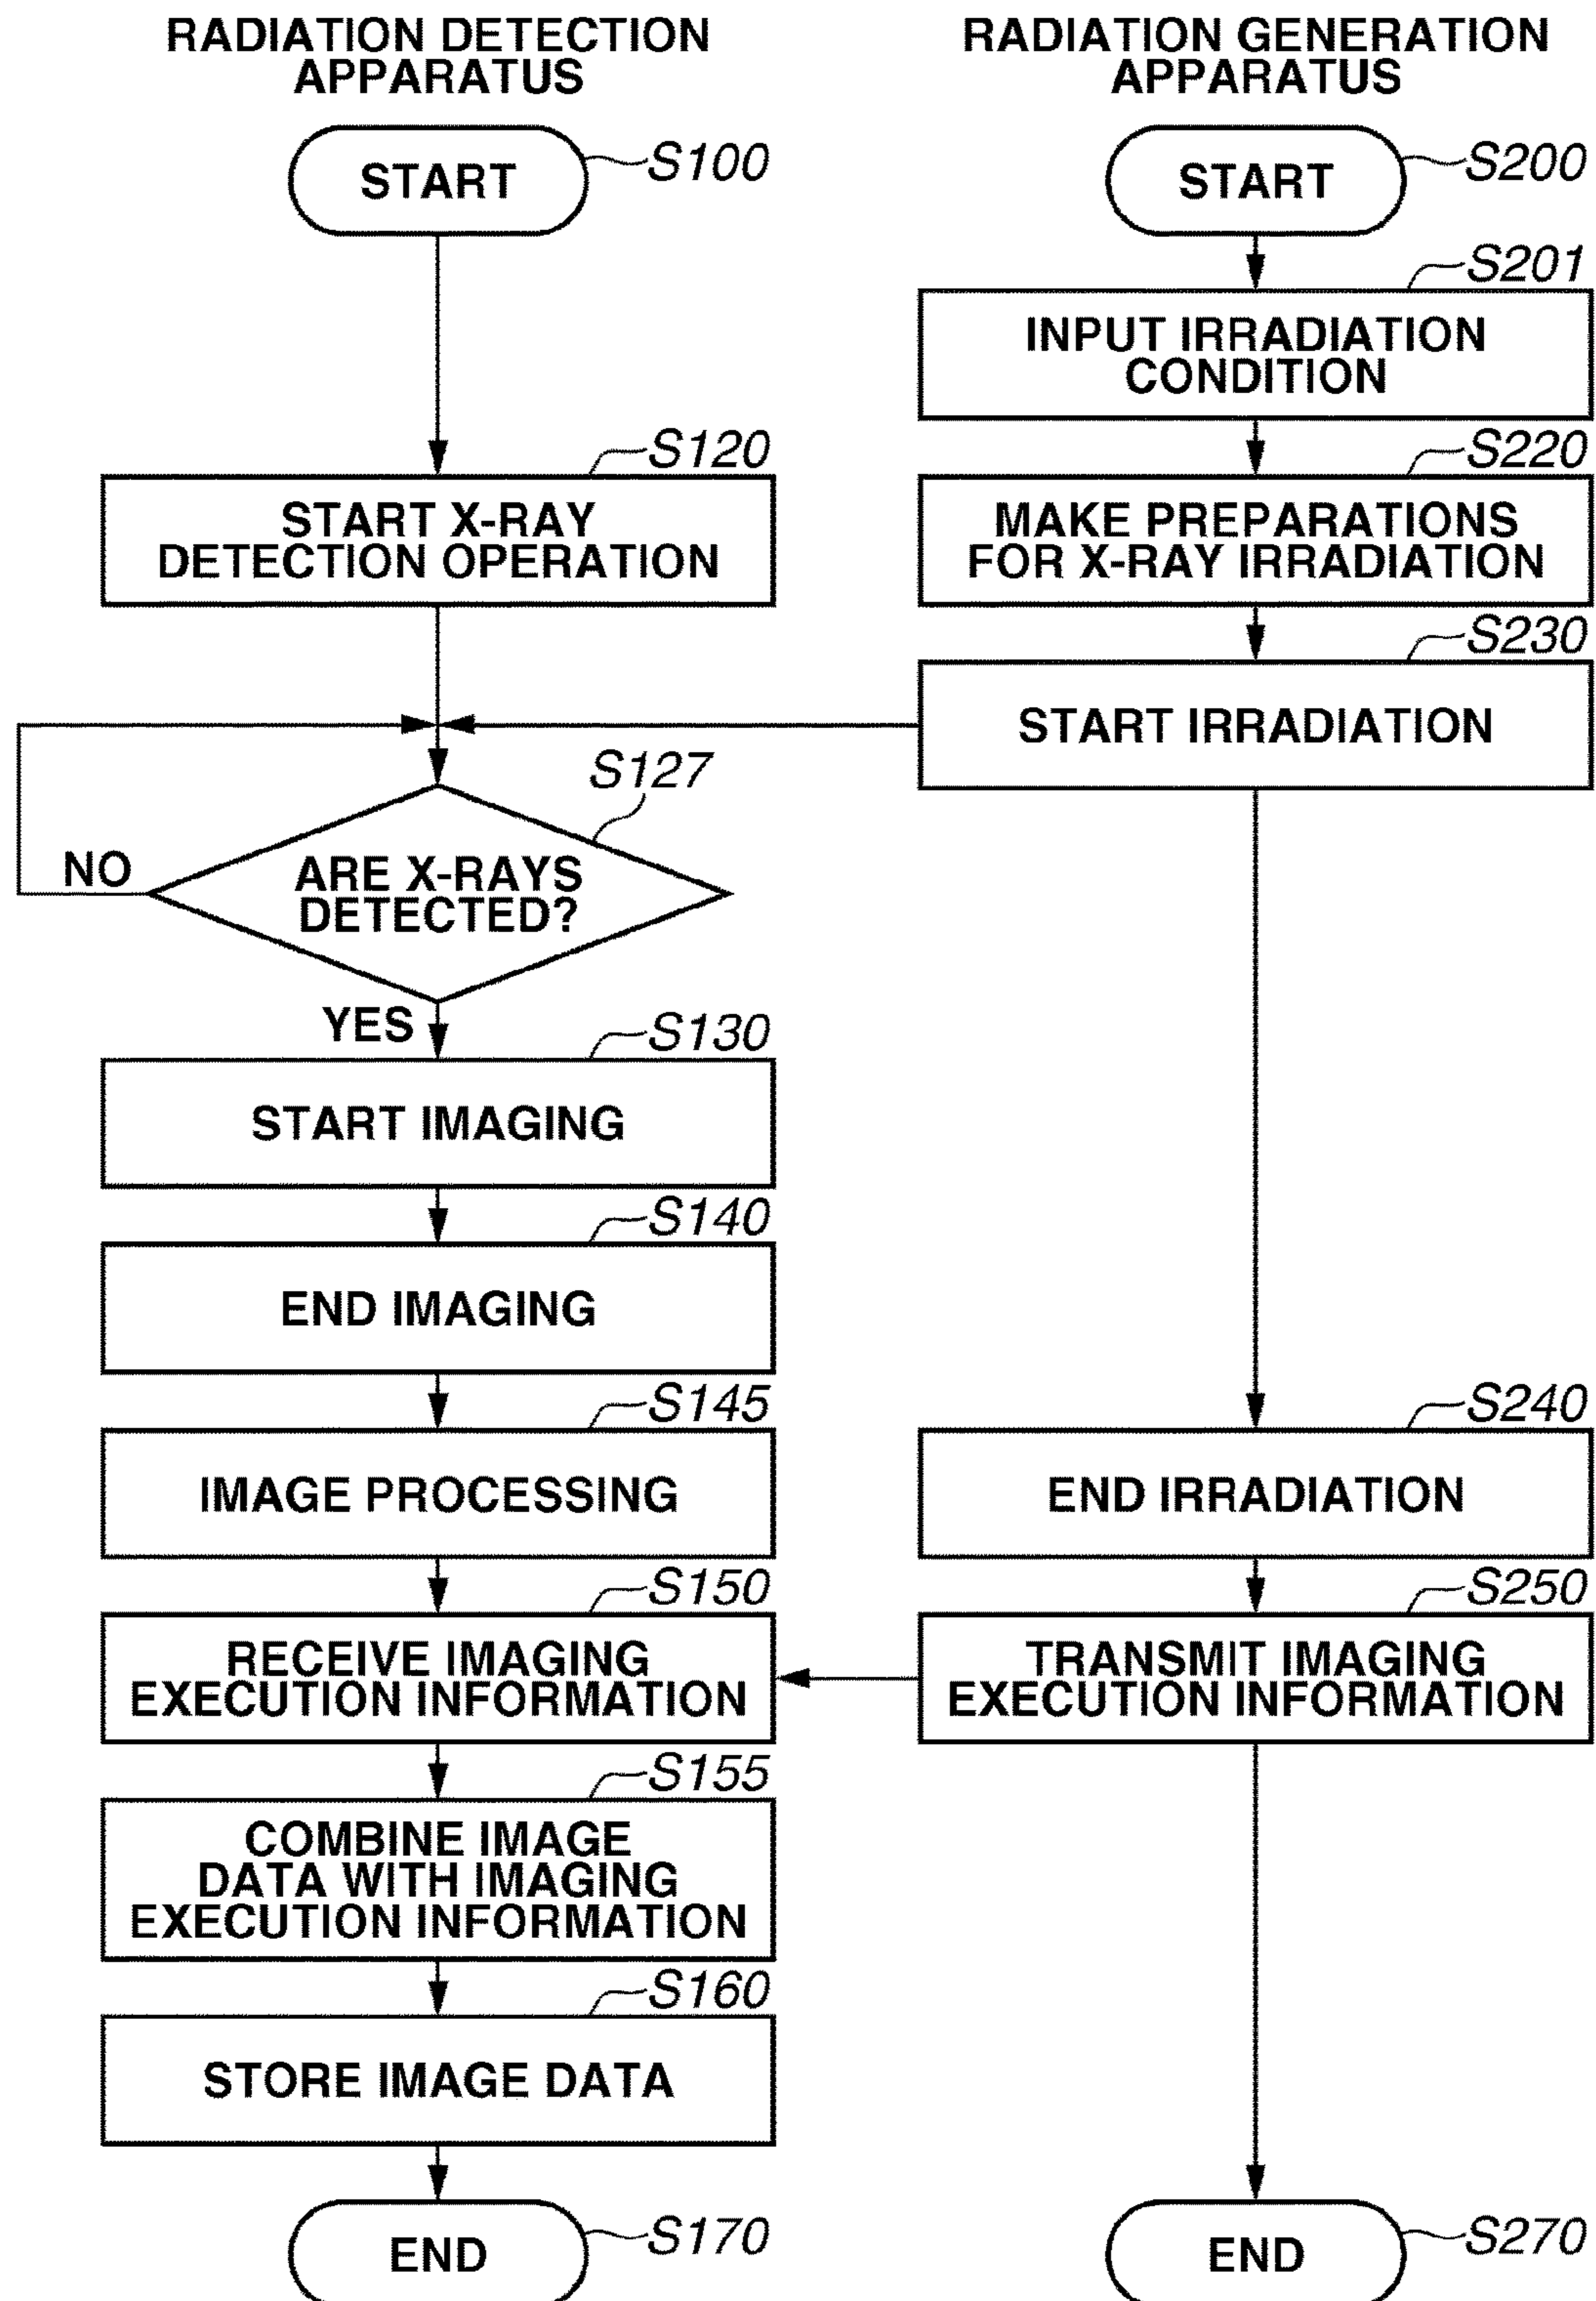 RADIATION DETECTION
APPARATUS
START
S100
S120
START X-RAY
DETECTION OPERATION
S127
ARE X-RAYS
DETECTED?
NO
YES
S130
START IMAGING
S140
END IMAGING
S145
IMAGE PROCESSING
S150
RECEIVE IMAGING
EXECUTION INFORMATION
S155
COMBINE IMAGE
DATA WITH IMAGING
EXECUTION INFORMATION
S160
STORE IMAGE DATA
END
S170
RADIATION GENERATION
APPARATUS
START
S200
S201
INPUT IRRADIATION
CONDITION
S220
MAKE PREPARATIONS
FOR X-RAY IRRADIATION
S230
START IRRADIATION
S240
END IRRADIATION
S250
TRANSMIT IMAGING
EXECUTION INFORMATION
END
S270